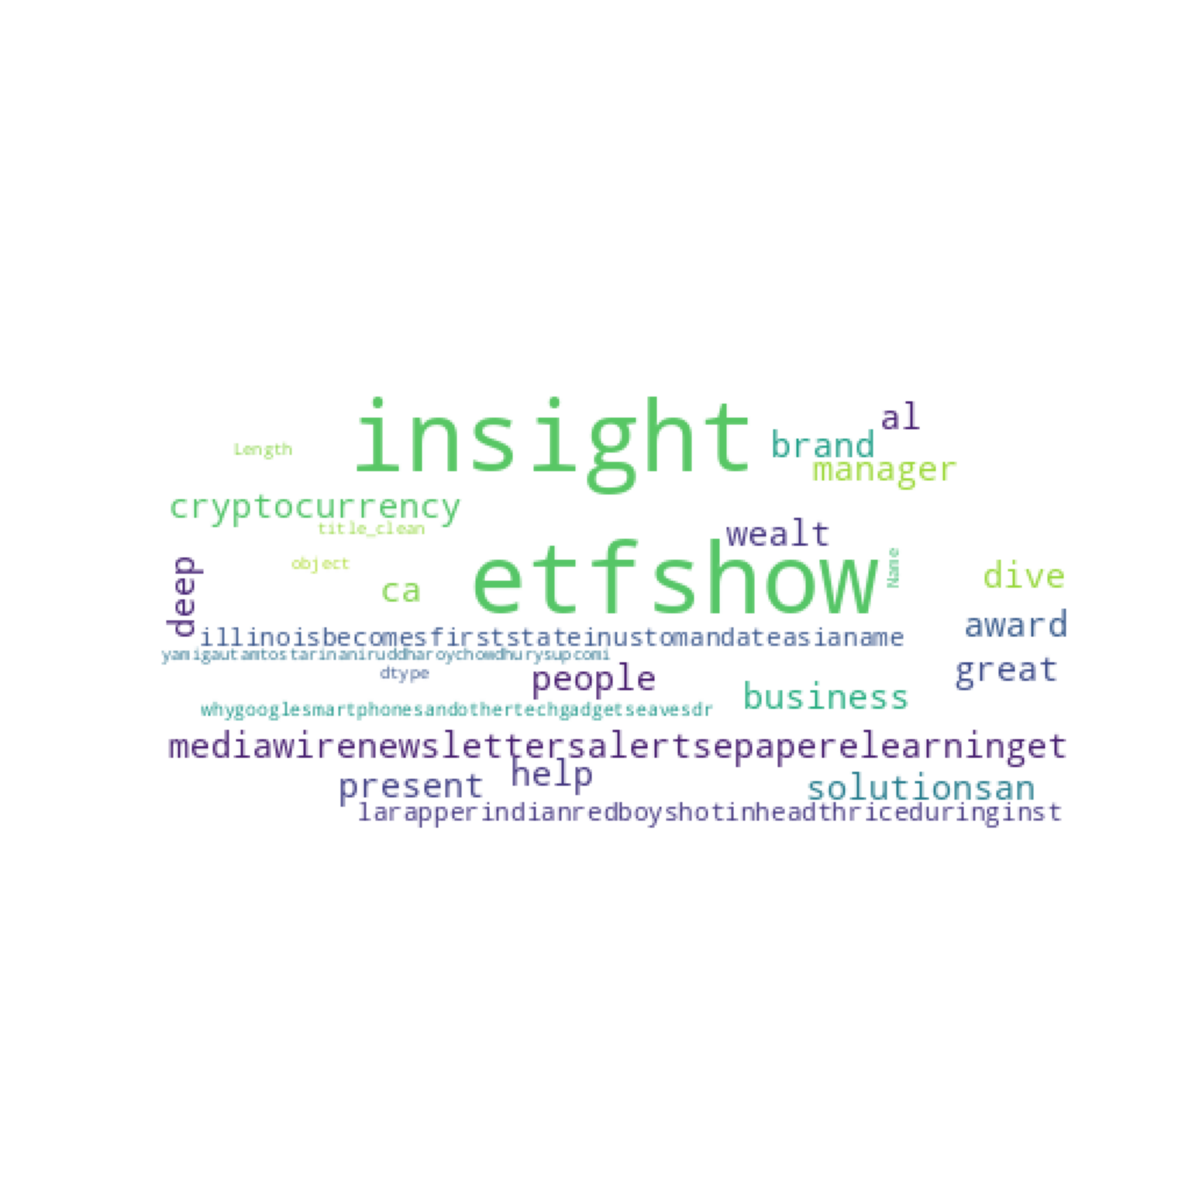 insight
al
brand
Length
manager
cryptocurrency
title_clean
wealt
etfshow
Name
object
deep
ca
dive
award
illinoisbecomesfirststateinustomandateasianame
yamigautamtostarinaniruddharoychowdhurysupcomi
dtype
people
great
business
whygooglesmartphonesandothertechgadgetseavesdr
mediawirenewslettersalertsepaperelearninget
help
present
solutionsan
larapperindianredboyshotinheadthriceduringinst